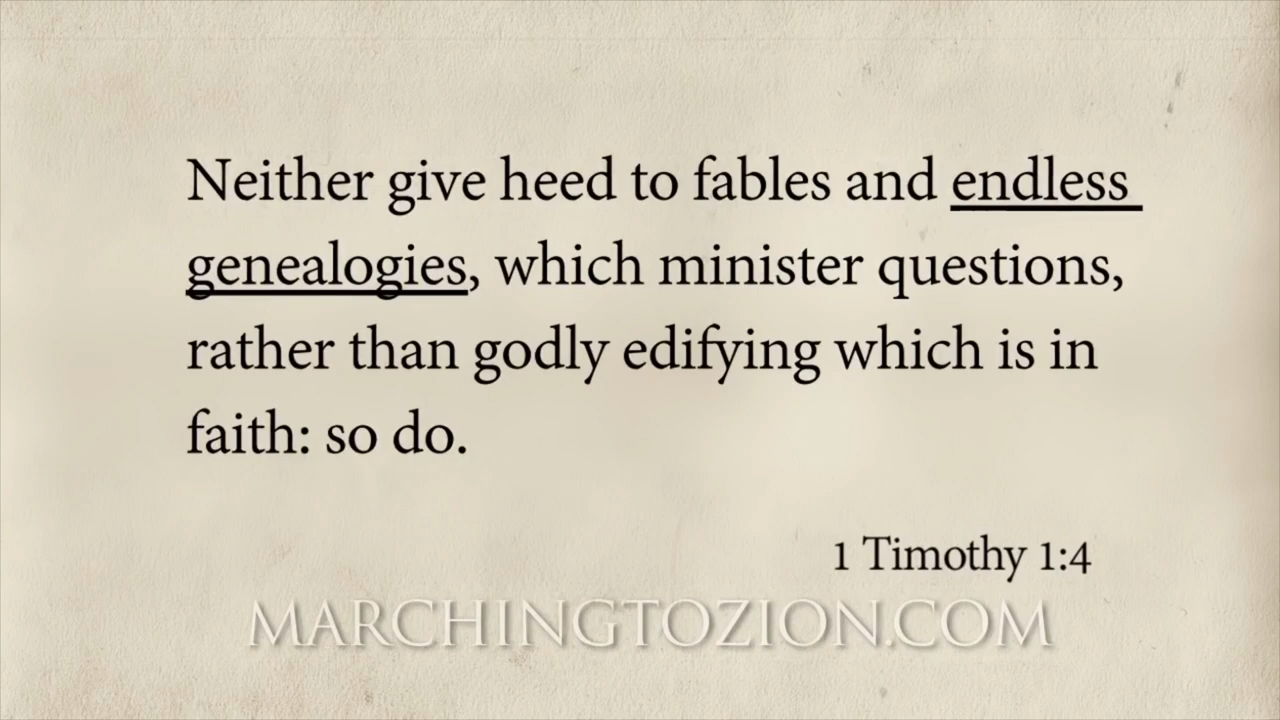 Neither give heed to fables and endless
genealogies, which minister questions,
rather than godly edifying which is in
faith: so do.
1 Timothy 1:4
MARCHINGTOZION.COM